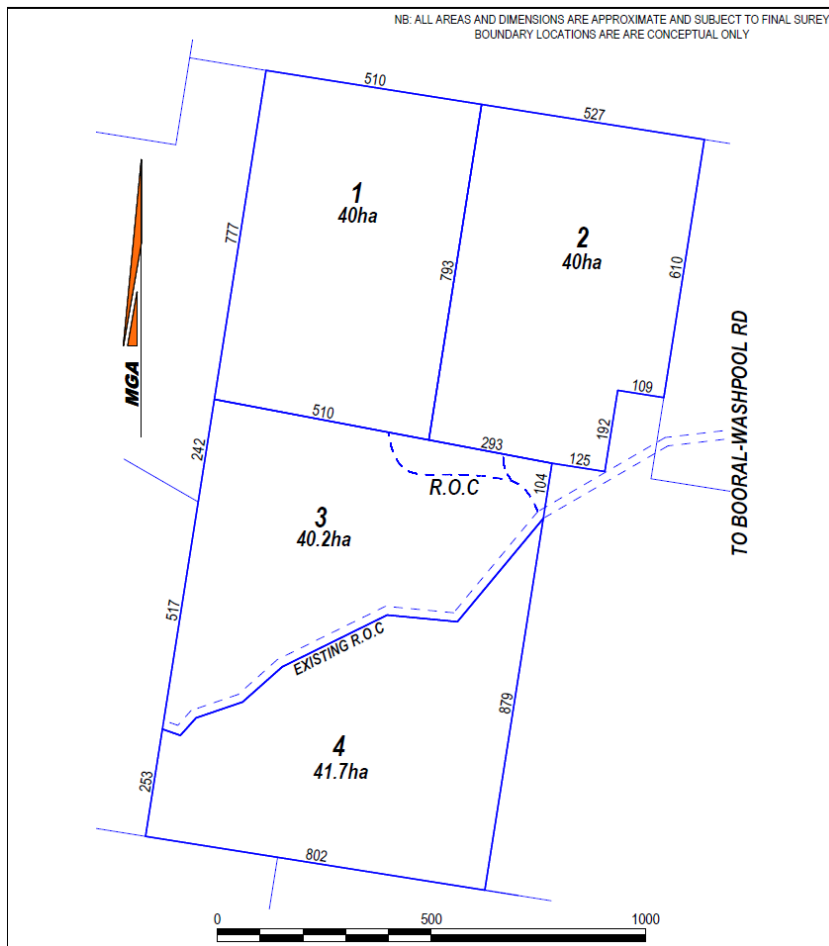 NB: ALL AREAS AND DIMENSIONS ARE APPROXIMATE AND SUBJECT TO FINAL SUREY
BOUNDARY LOCATIONS ARE ARE CONCEPTUAL ONLY
510
527
1
40ha
777
793
2
40ha
610
MGA
109
192
TO BOORAL-WASHPOOL RD
510
293
125
242
104
R.O.C
3
40.2ha
517
EXISTING R.O.C
879
4
41.7ha
253
802
0
500
1000